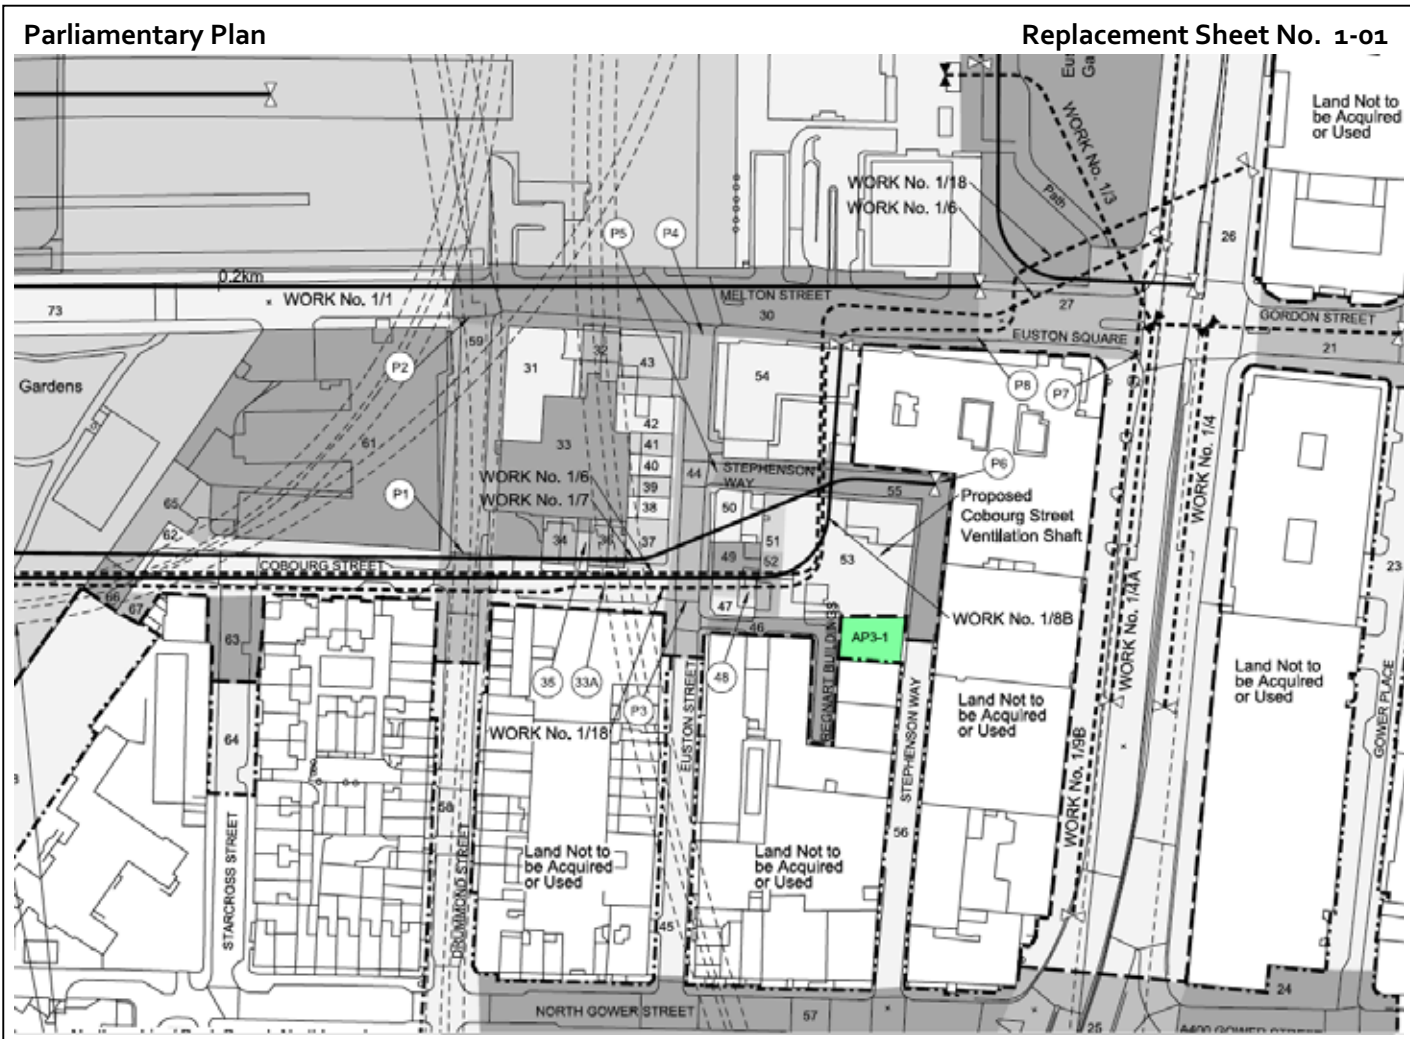 Parliamentary Plan
Replacement Sheet No. 1-01
Land Not to
be Acquired
or Used
WORK No. 1/3
Path
WORK No. 1/18
WORK No. 1/6
P5
P4
26
0.2km
WORK No. 1/1
MELTON STREET
30
27
73
GORDON STREET
21
EUSTON SQUARE
59
32
43
31
54
P2
P8
P7
Gardens
42
33
41
61
40
44
STEPHENSON
WAY
P6
WORK No. 1/6
WORK No. 1/7
39
38
55
P1
50
Proposed
Cobourg Street
Ventilation Shaft
65
62
34
36
37
51
49
52
53
WORK No. 1/4
COBOURG STREET
23
66
67
47
WORK No. 1/8B
63
46
AP3-1
REGNART BUILDINGS
WORK No. 1/4A
35
33A
48
P3
EUSTON STREET
STEPHENSON WAY
Land Not to
be Acquired
or Used
Land Not to
be Acquired
or Used
GOWER PLACE
64
WORK No. 1/18
WORK No. 1/9B
58
56
STARCROSS STREET
DRUMMOND STREET
Land Not to
be Acquired
or Used
Land Not to
be Acquired
or Used
45
24
NORTH GOWER STREET
57
25
A400 GOWER STREET